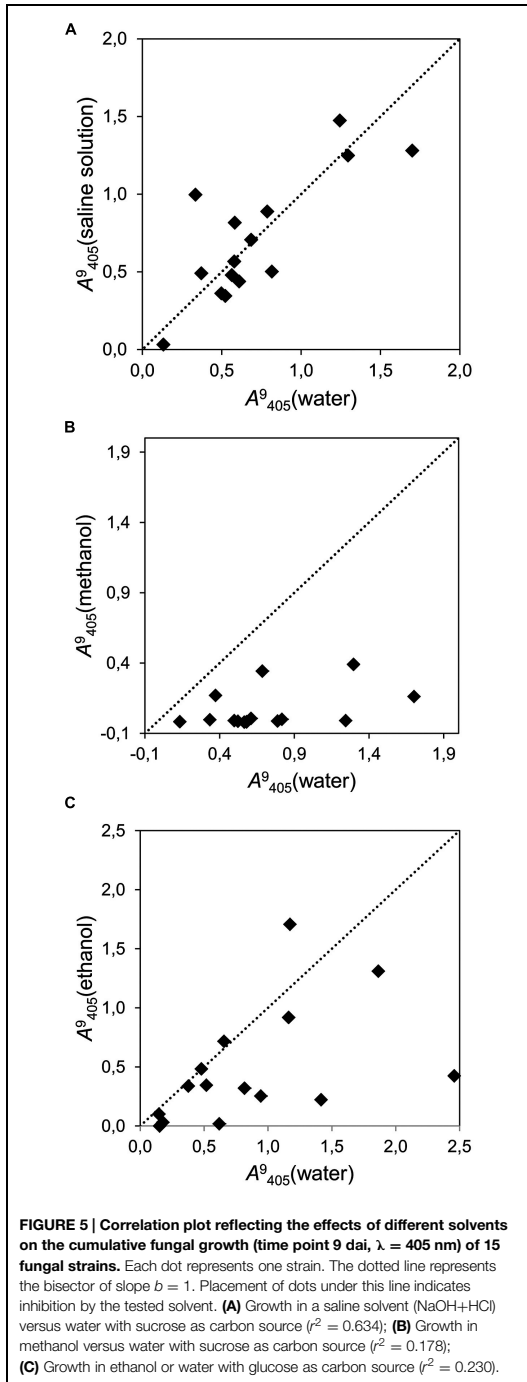 A
2,0
1,5
1,0
0,5
0,0
A⁹₄₀₅(saline solution)
0,0 0,5 1,0 1,5 2,0
A⁹₄₀₅(water)
B
1,9
1,4
0,9
0,4
-0,1
A⁹₄₀₅(methanol)
-0,1 0,4 0,9 1,4 1,9
A⁹₄₀₅(water)
C
2,5
2,0
1,5
1,0
0,5
0,0
A⁹₄₀₅(ethanol)
0,0 0,5 1,0 1,5 2,0 2,5
A⁹₄₀₅(water)
FIGURE 5 | Correlation plot reflecting the effects of different solvents
on the cumulative fungal growth (time point 9 dai, λ = 405 nm) of 15
fungal strains. Each dot represents one strain. The dotted line represents
the bisector of slope b = 1. Placement of dots under this line indicates
inhibition by the tested solvent. (A) Growth in a saline solvent (NaOH+HCl)
versus water with sucrose as carbon source (r² = 0.634); (B) Growth in
methanol versus water with sucrose as carbon source (r² = 0.178);
(C) Growth in ethanol or water with glucose as carbon source (r² = 0.230).